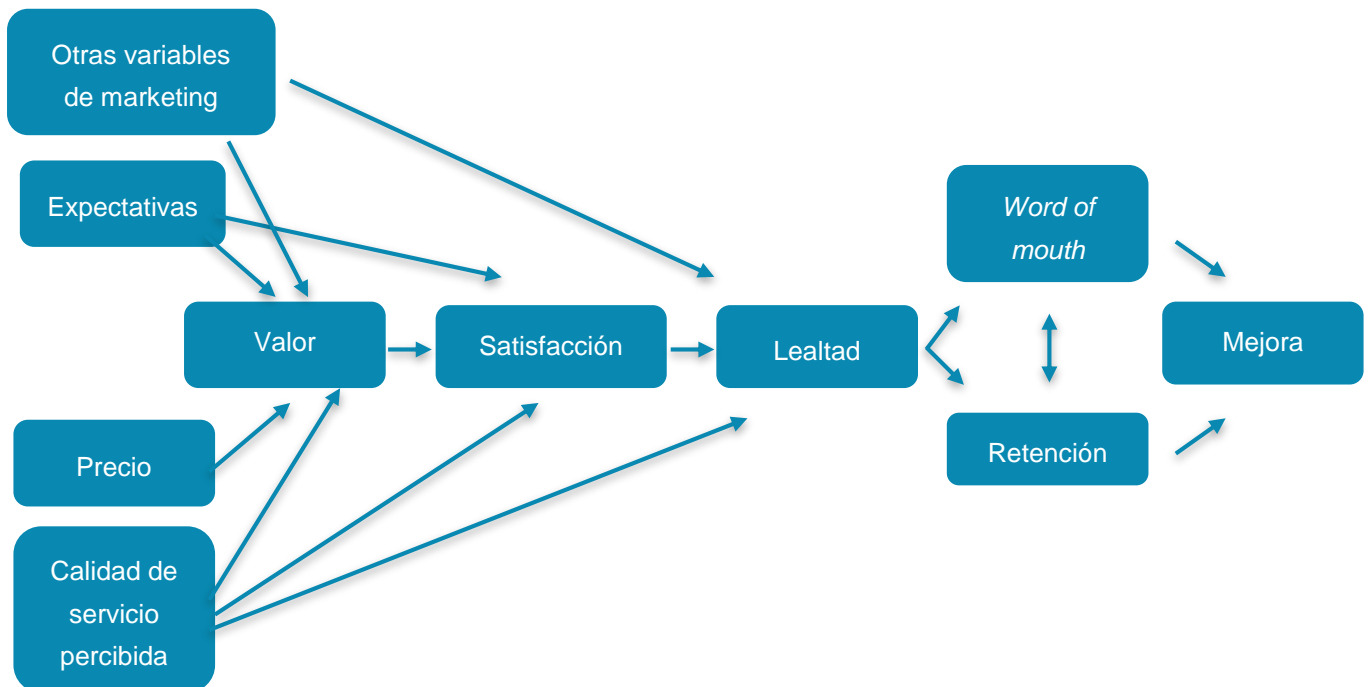 Otras variables
de marketing
Expectativas
Word of
mouth
Valor
Satisfacción
Lealtad
Mejora
Precio
Retención
Calidad de
servicio
percibida